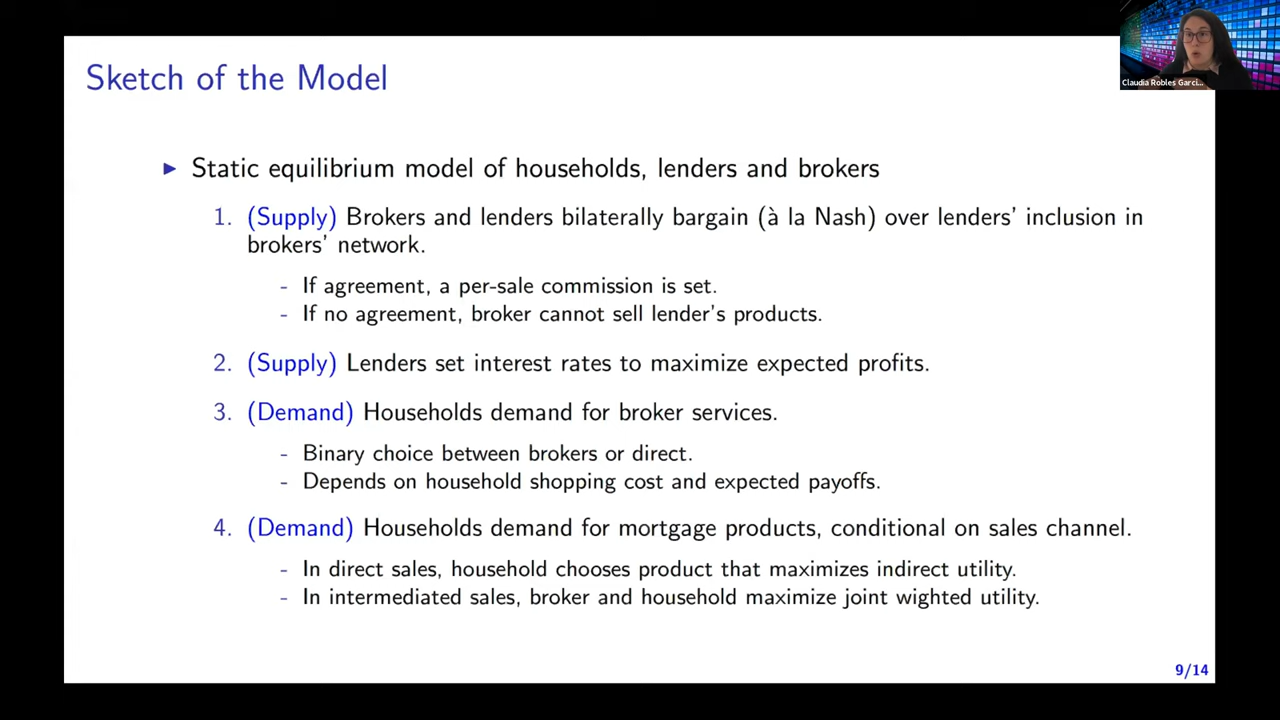 Claudia Robles Garci...
Sketch of the Model
▶ Static equilibrium model of households, lenders and brokers
1. (Supply) Brokers and lenders bilaterally bargain (à la Nash) over lenders' inclusion in
brokers' network.
- If agreement, a per-sale commission is set.
- If no agreement, broker cannot sell lender's products.
2. (Supply) Lenders set interest rates to maximize expected profits.
3. (Demand) Households demand for broker services.
- Binary choice between brokers or direct.
- Depends on household shopping cost and expected payoffs.
4. (Demand) Households demand for mortgage products, conditional on sales channel.
- In direct sales, household chooses product that maximizes indirect utility.
- In intermediated sales, broker and household maximize joint wighted utility.
9/14